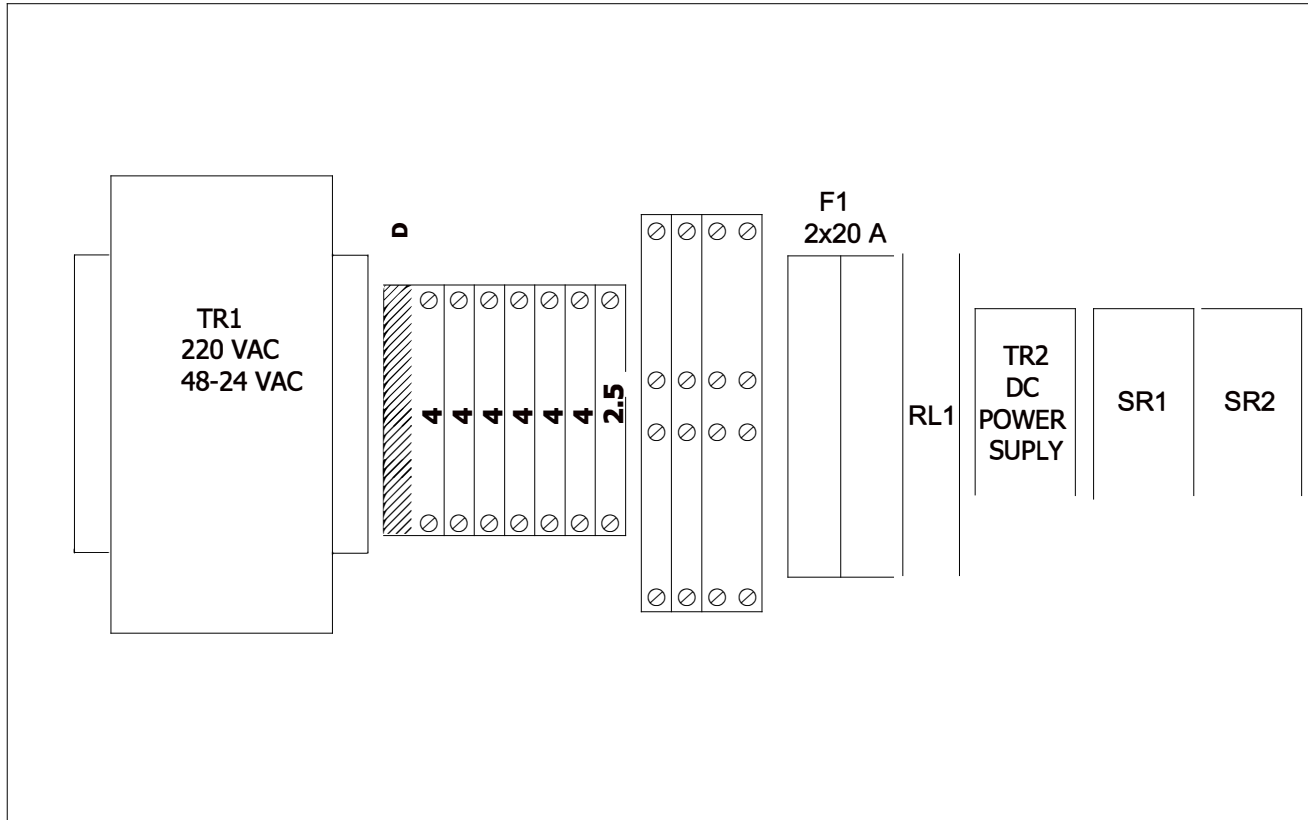 TR1
220 VAC
48-24 VAC
D
4
4
4
4
4
4
2.5
F1
2x20 A
RL1
TR2
DC
POWER
SUPLY
SR1
SR2